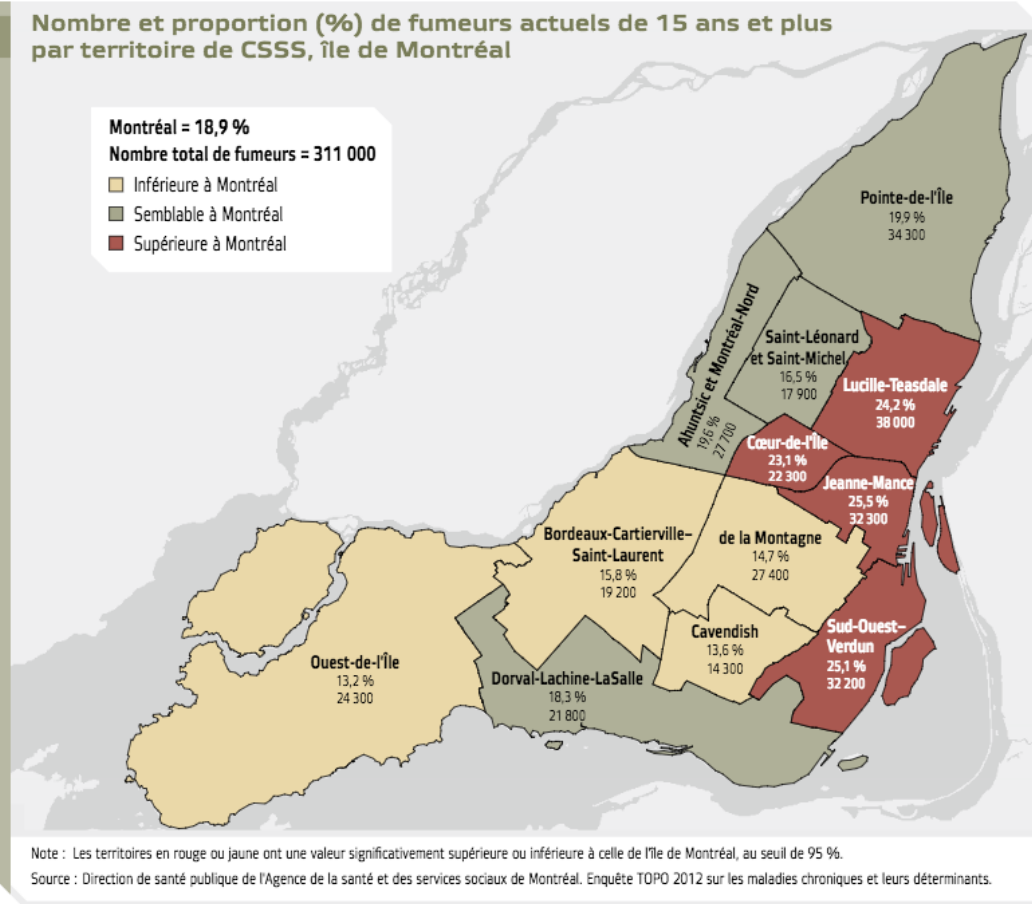 Nombre et proportion (%) de fumeurs actuels de 15 ans et plus
par territoire de CSSS, île de Montréal
Montréal = 18,9 %
Nombre total de fumeurs = 311 000
Inférieure à Montréal
Semblable à Montréal
Supérieure à Montréal
Pointe-de-l'Île
19,9 %
34 300
Ahuntsic et Montréal-Nord
19,6 %
27 700
Saint-Léonard
et Saint-Michel
16,5 %
17 900
Lucille-Teasdale
24,2 %
38 000
Cœur-de-l'Île
23,1 %
22 300
Jeanne-Mance
25,5 %
32 300
Bordeaux-Cartierville–
Saint-Laurent
15,8 %
19 200
de la Montagne
14,7 %
27 400
Cavendish
13,6 %
14 300
Sud-Ouest–
Verdun
25,1 %
32 200
Ouest-de-l'Île
13,2 %
24 300
Dorval-Lachine-LaSalle
18,3 %
21 800
Note : Les territoires en rouge ou jaune ont une valeur significativement supérieure ou inférieure à celle de l'île de Montréal, au seuil de 95 %.
Source : Direction de santé publique de l'Agence de la santé et des services sociaux de Montréal. Enquête TOPO 2012 sur les maladies chroniques et leurs déterminants.